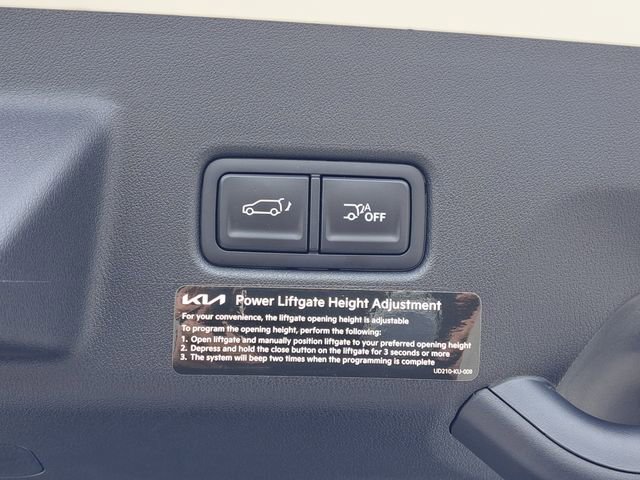 A
OFF
KIA Power Liftgate Height Adjustment
For your convenience, the liftgate opening height is adjustable
To program the opening height, perform the following:
1. Open liftgate and manually position liftgate to your preferred opening height
2. Depress and hold the close button on the liftgate for 3 seconds or more
3. The system will beep two times when the programming is complete
UD210-KU-009